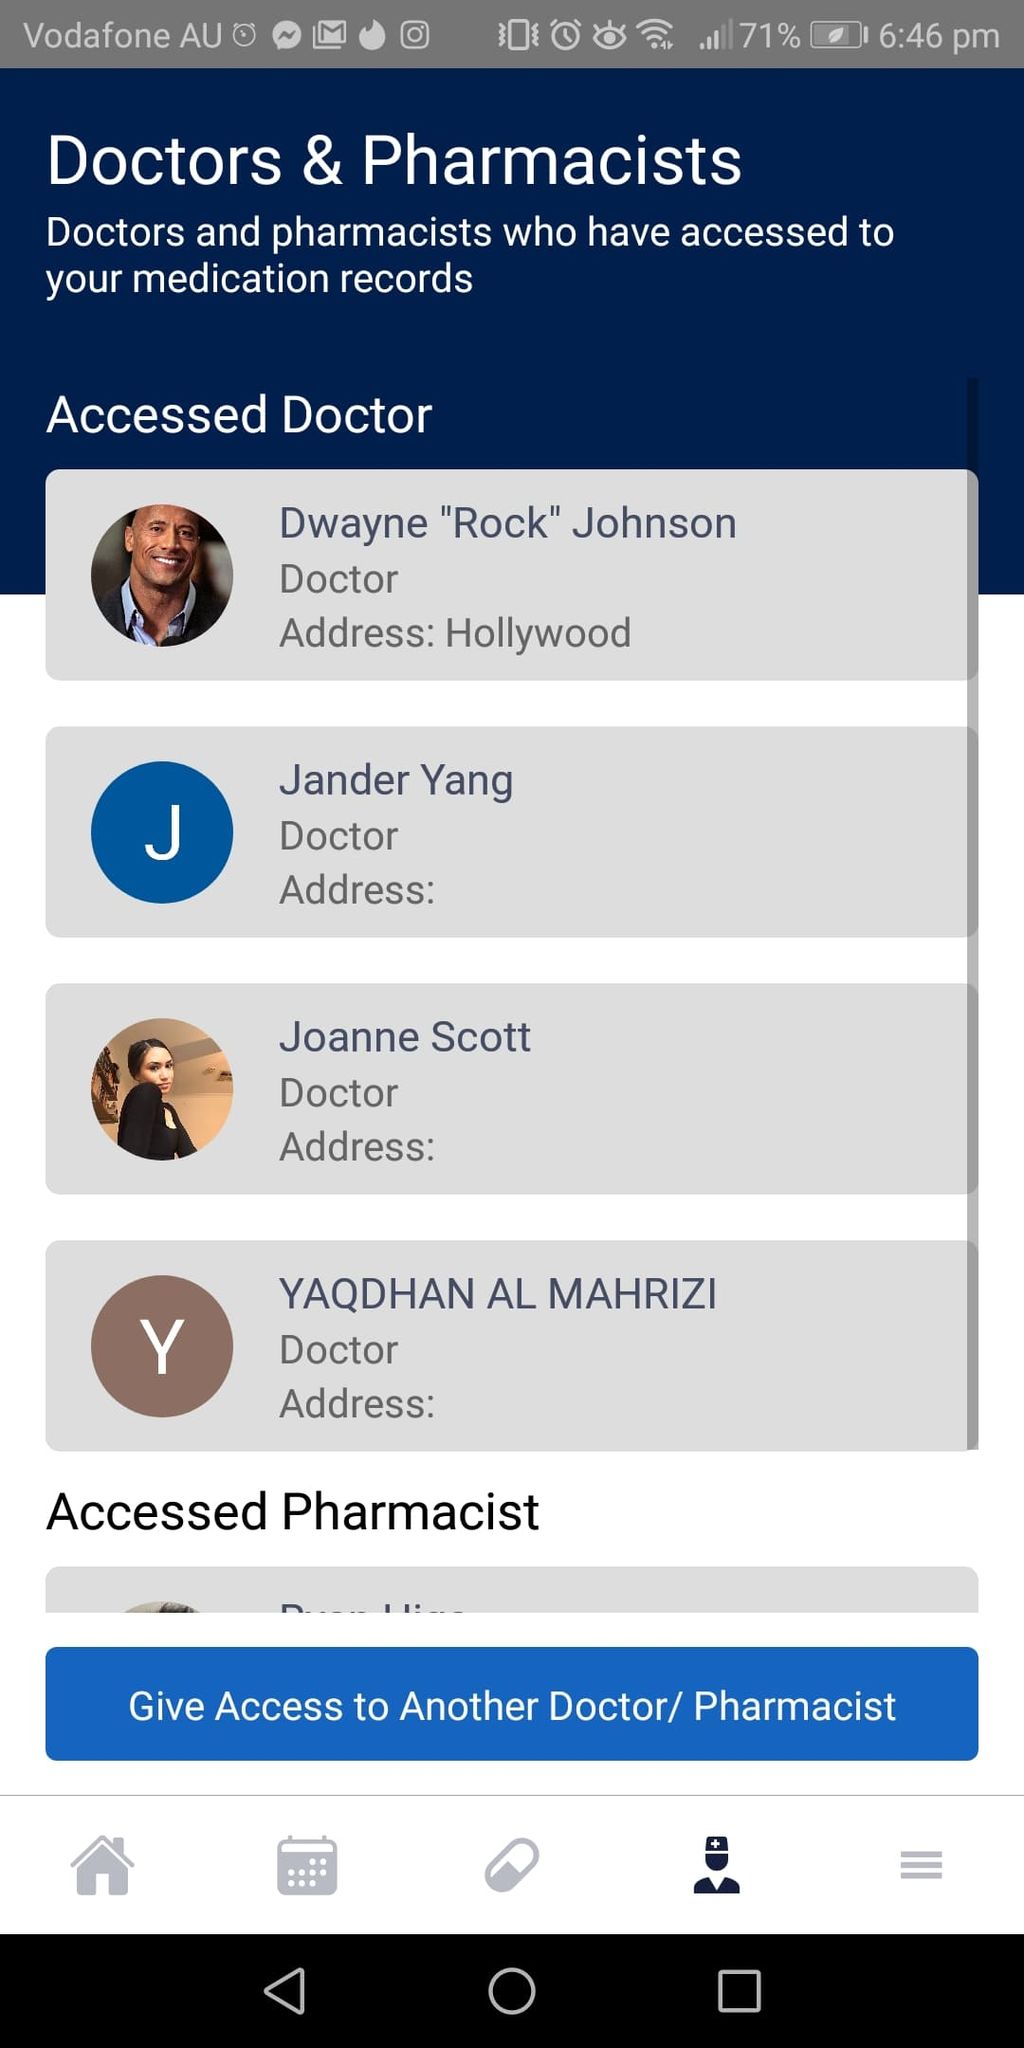 Vodafone AU 71% 6:46 pm
Doctors & Pharmacists
Doctors and pharmacists who have accessed to
your medication records
Accessed Doctor
Dwayne "Rock" Johnson
Doctor
Address: Hollywood
J
Jander Yang
Doctor
Address:
Joanne Scott
Doctor
Address:
Y
YAQDHAN AL MAHRIZI
Doctor
Address:
Accessed Pharmacist
Give Access to Another Doctor/ Pharmacist